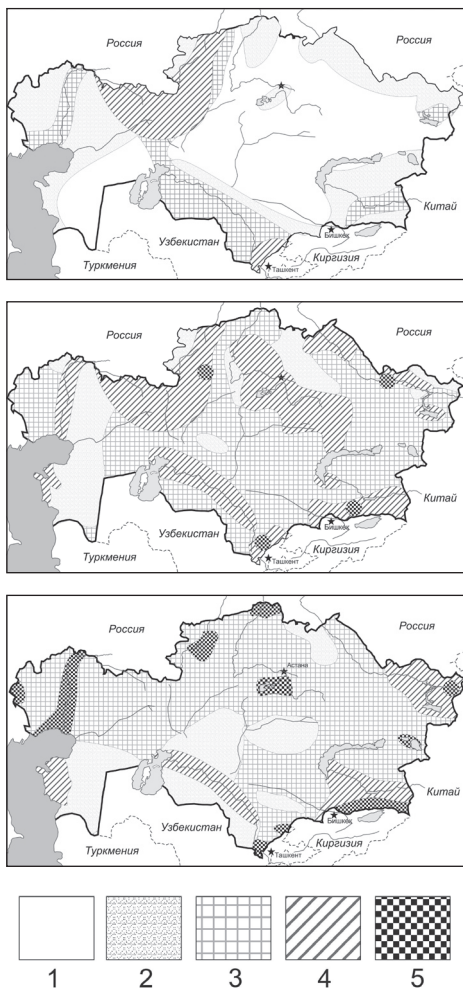 Россия
Россия
Китай
Бишкек
Узбекистан
Киргизия
Туркмения
Ташкент
Россия
Россия
Китай
Бишкек
Узбекистан
Киргизия
Туркмения
Ташкент
Россия
Россия
Астана
Китай
Бишкек
Узбекистан
Киргизия
Туркмения
Ташкент
1 2 3 4 5